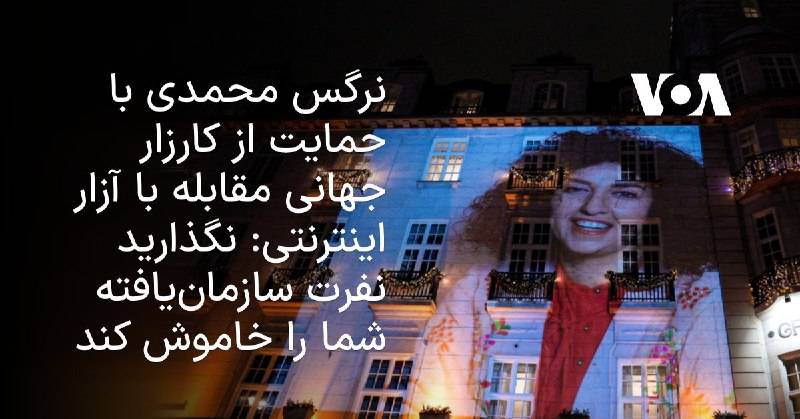 نرگس محمدی با
حمایت از کارزار
جهانی مقابله با آزار
اینترنتی: نگذارید
نفرت سازمان‌یافته
شما را خاموش کند
VOA